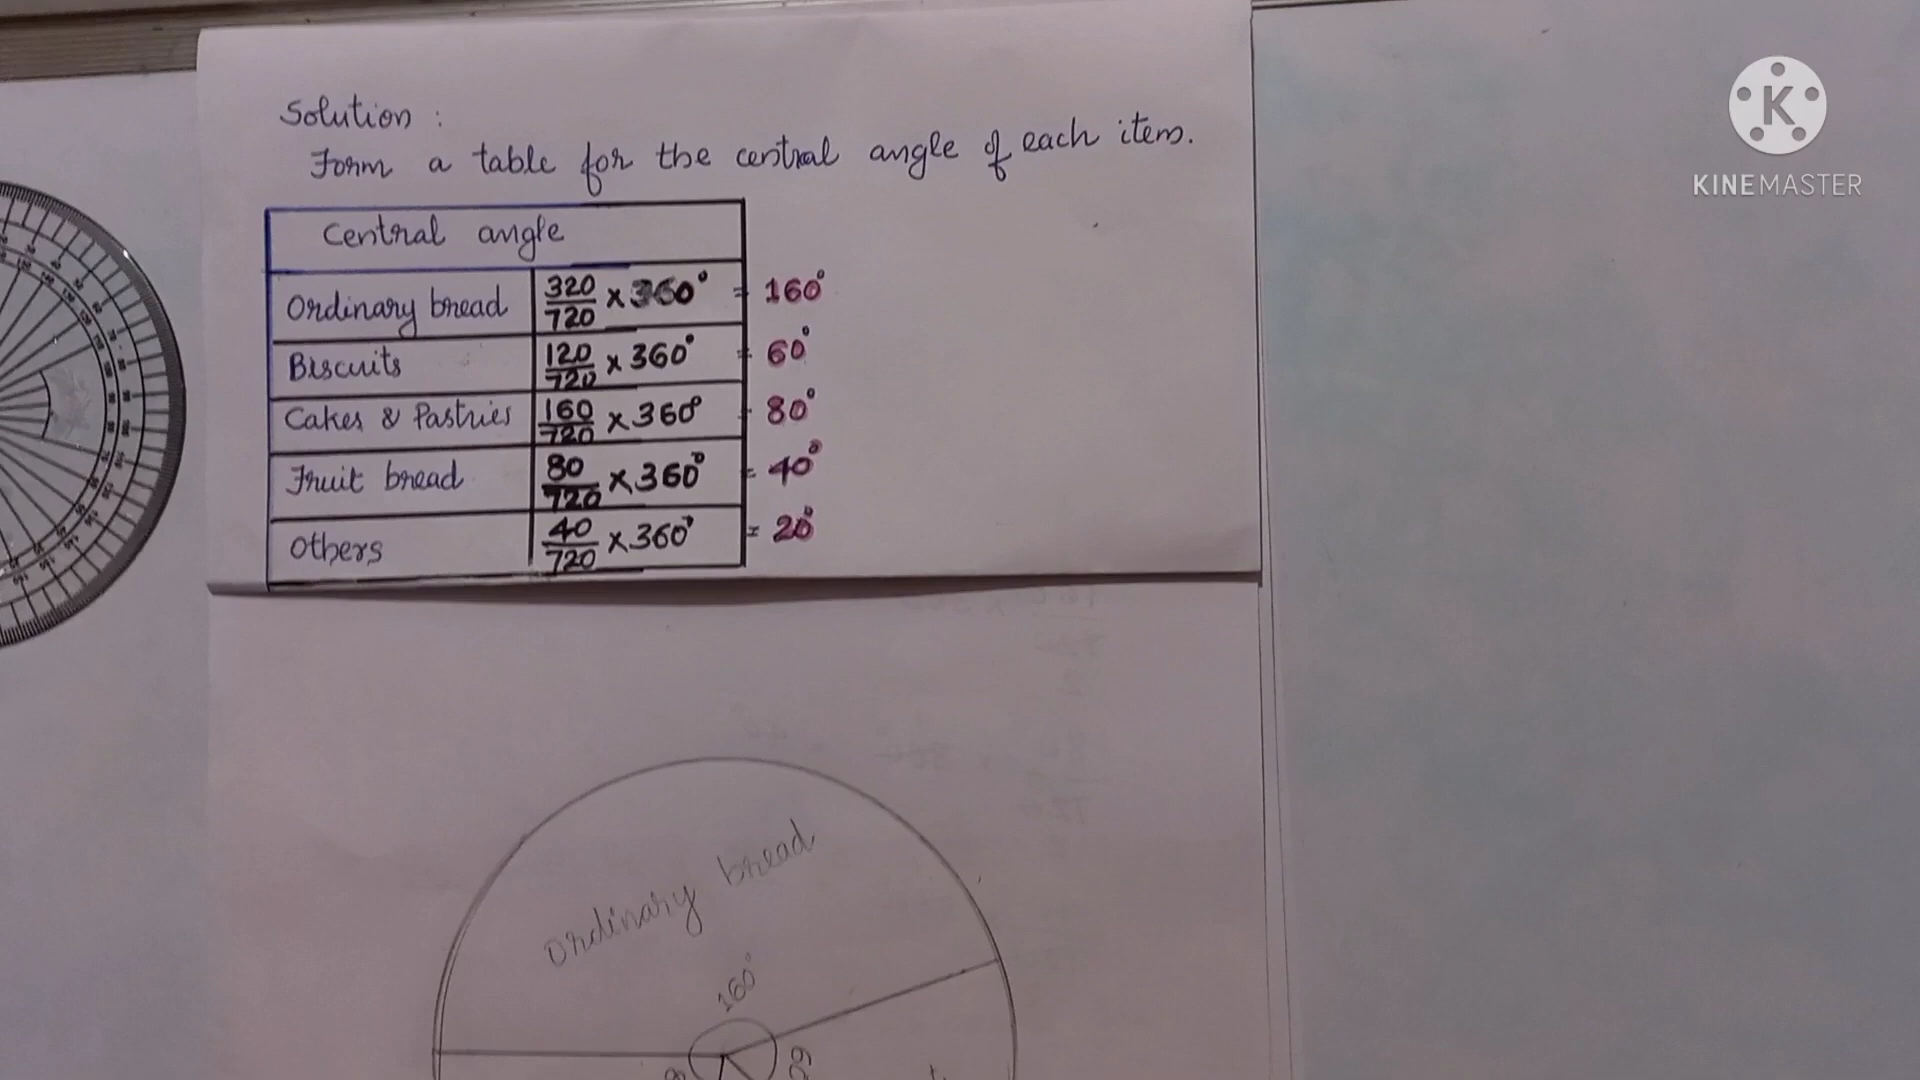 Solution :
Form a table for the central angle of each item.
Central angle
Ordinary bread 320/720 × 360° = 160°
Biscuits 120/720 × 360° = 60°
Cakes & Pastries 160/720 × 360° = 80°
Fruit bread 80/720 × 360° = 40°
Others 40/720 × 360° = 20°
Ordinary bread
160°
60
K
KINEMASTER